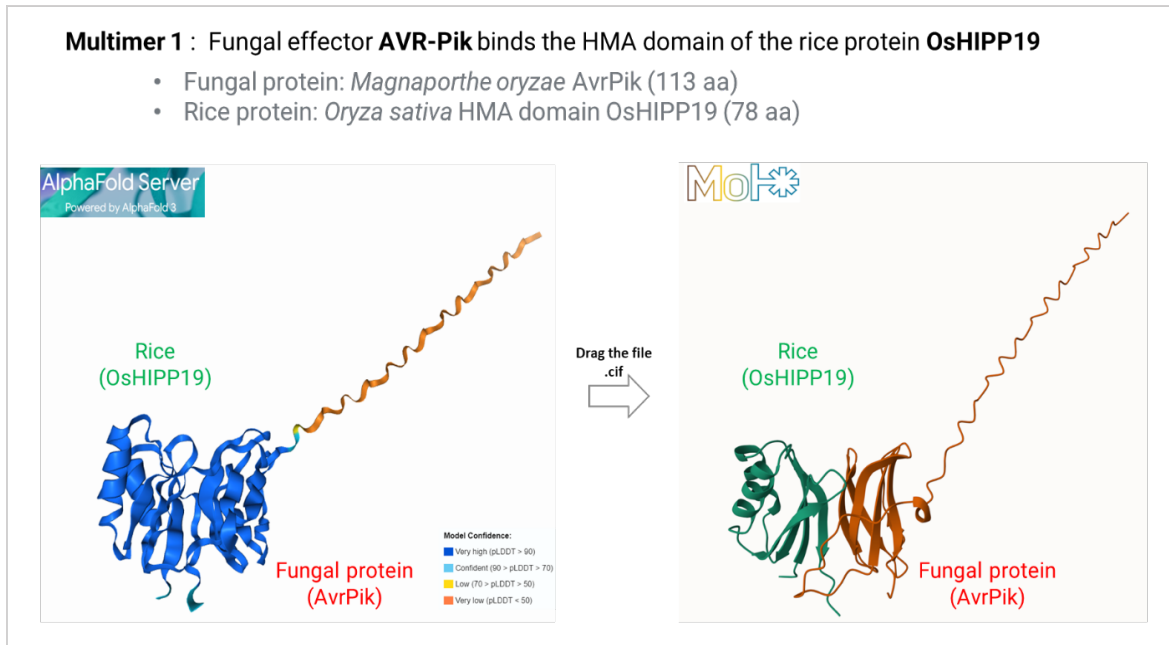 Multimer 1 : Fungal effector AVR-Pik binds the HMA domain of the rice protein OsHIPP19
• Fungal protein: Magnaporthe oryzae AvrPik (113 aa)
• Rice protein: Oryza sativa HMA domain OsHIPP19 (78 aa)
AlphaFold Server
Powered by AlphaFold 3
Rice
(OsHIPP19)
Fungal protein
(AvrPik)
Model Confidence:
Very high (pLDDT > 90)
Confident (90 > pLDDT > 70)
Low (70 > pLDDT > 50)
Very low (pLDDT < 50)
Drag the file
.cif
Mol*
Rice
(OsHIPP19)
Fungal protein
(AvrPik)